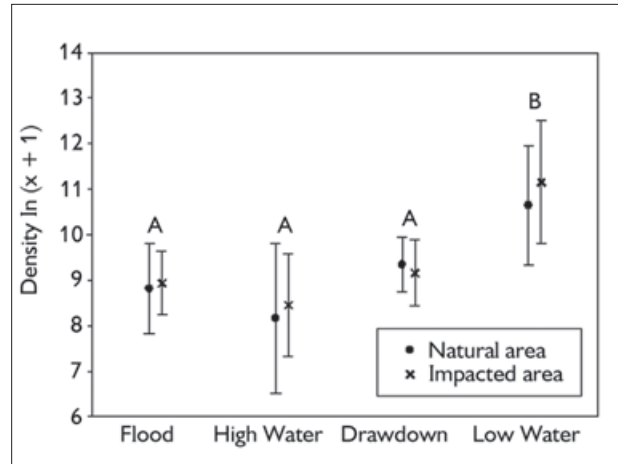 Density ln (x + 1)
14
13
12
11
10
9
8
7
6
A
A
A
B
Natural area
Impacted area
Flood
High Water
Drawdown
Low Water